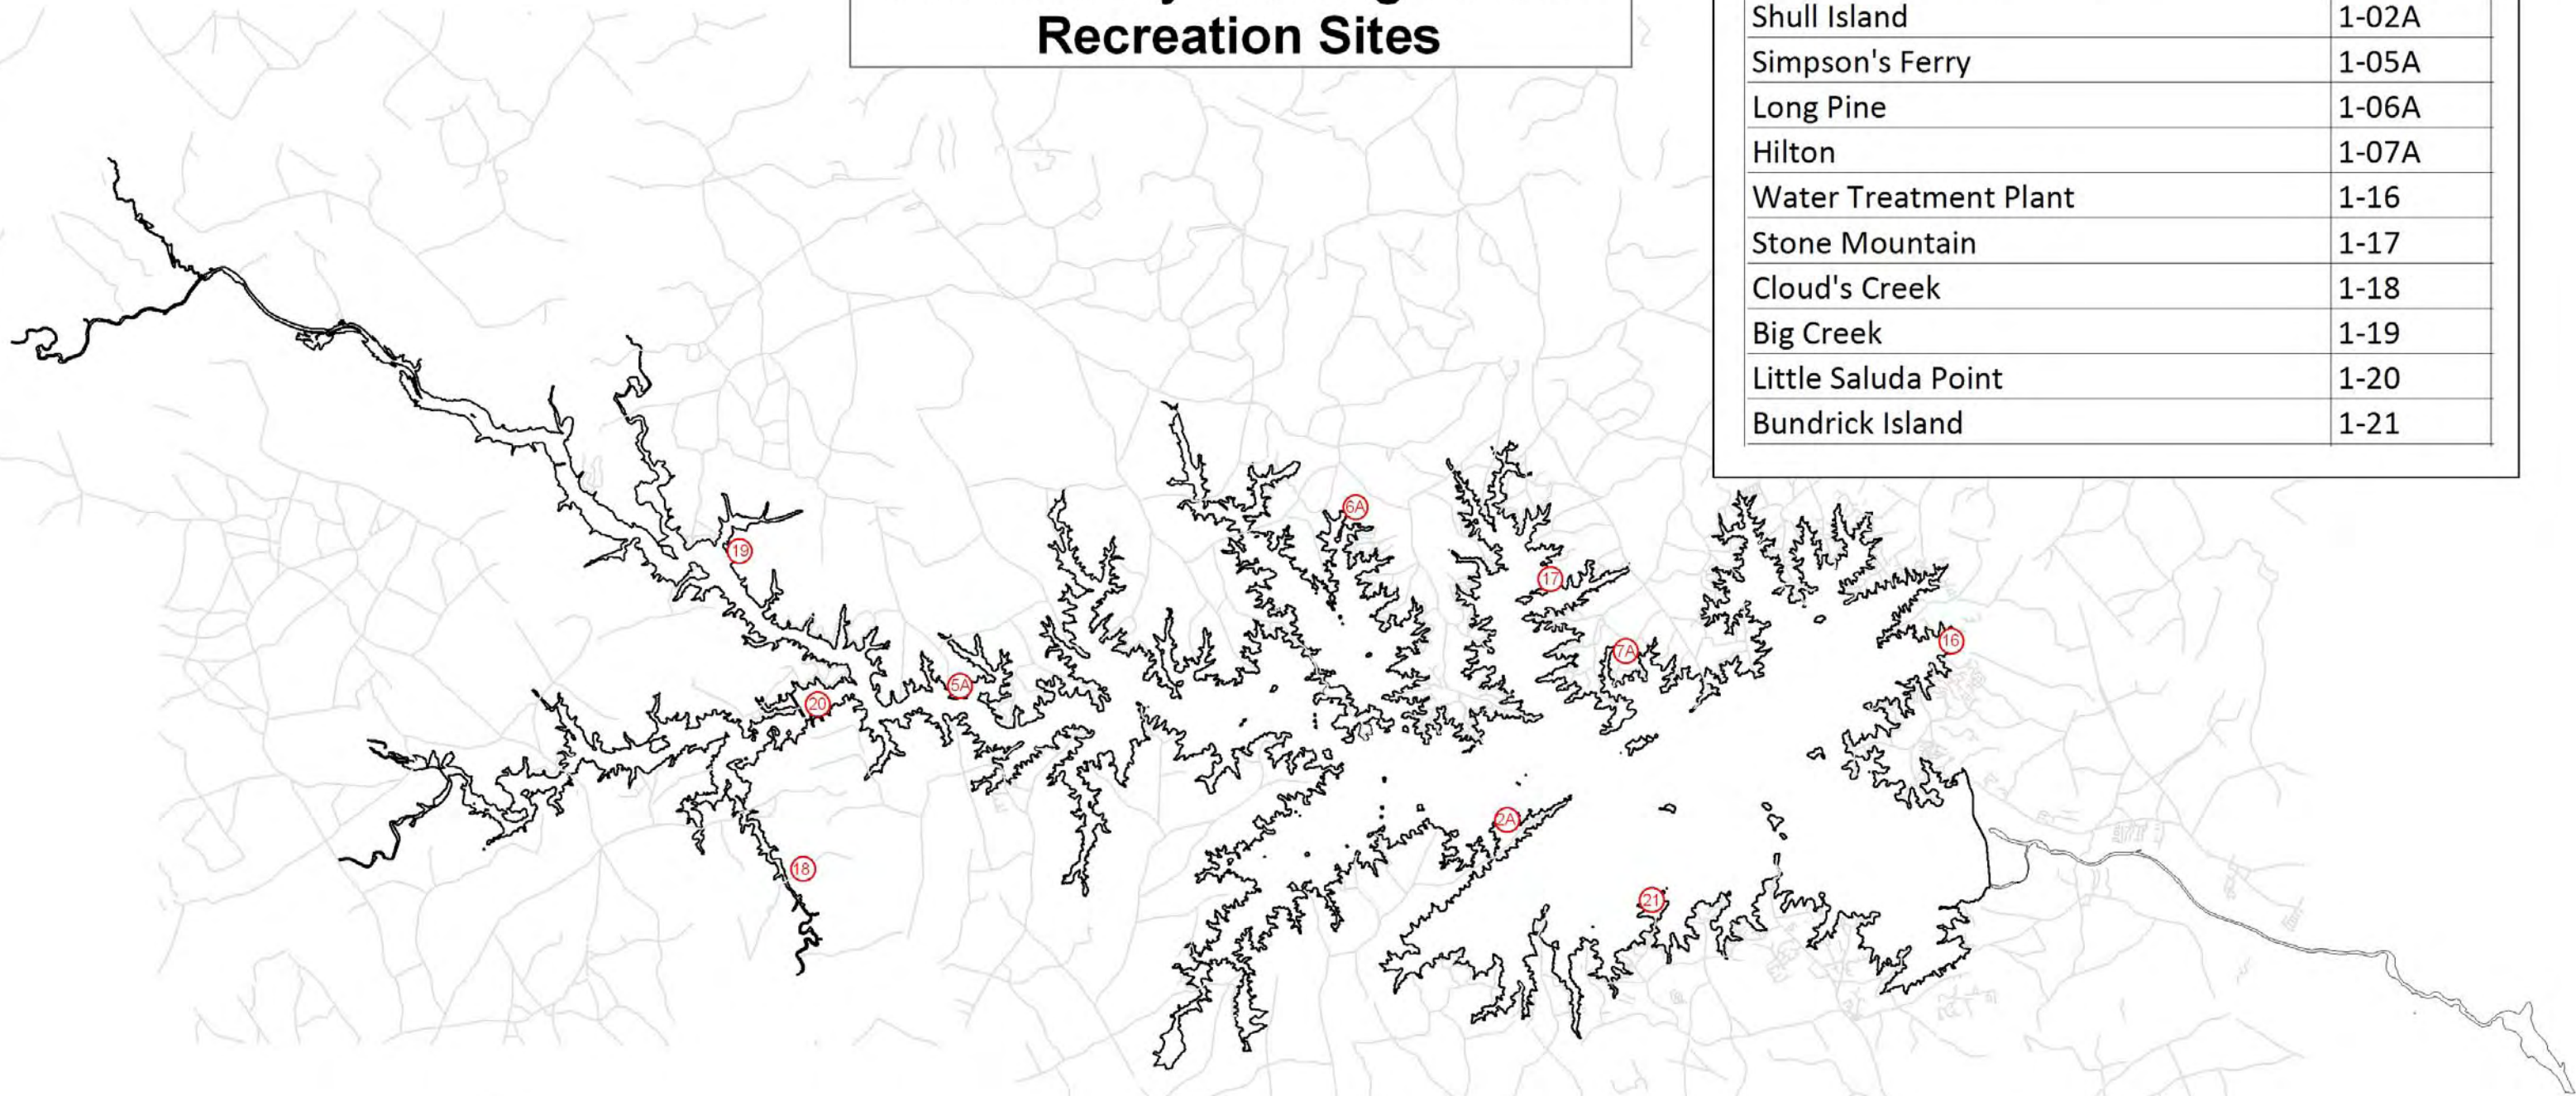 Recreation Sites
Shull Island 1-02A
Simpson's Ferry 1-05A
Long Pine 1-06A
Hilton 1-07A
Water Treatment Plant 1-16
Stone Mountain 1-17
Cloud's Creek 1-18
Big Creek 1-19
Little Saluda Point 1-20
Bundrick Island 1-21
6A
19
17
16
7A
5A
20
2A
18
21